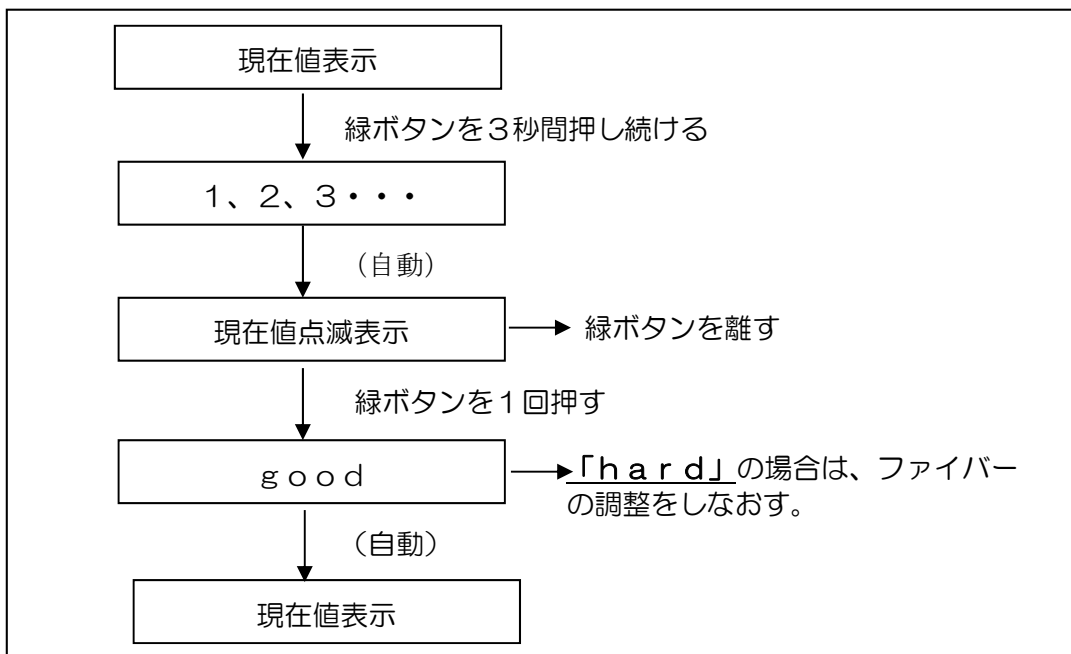 現在値表示
緑ボタンを３秒間押し続ける
１、２、３・・・
（自動）
現在値点滅表示
緑ボタンを離す
緑ボタンを１回押す
ｇｏｏｄ
「ｈａｒｄ」の場合は、ファイバー
の調整をしなおす。
（自動）
現在値表示